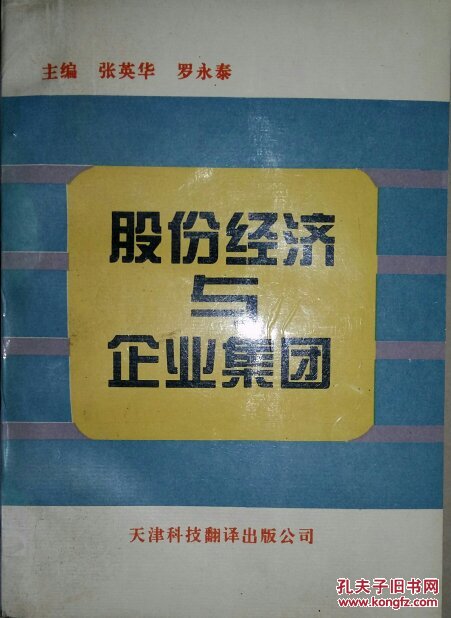 主编 张英华 罗永泰
股份经济
与
企业集团
天津科技翻译出版公司
孔夫子旧书网
www.kongfz.com